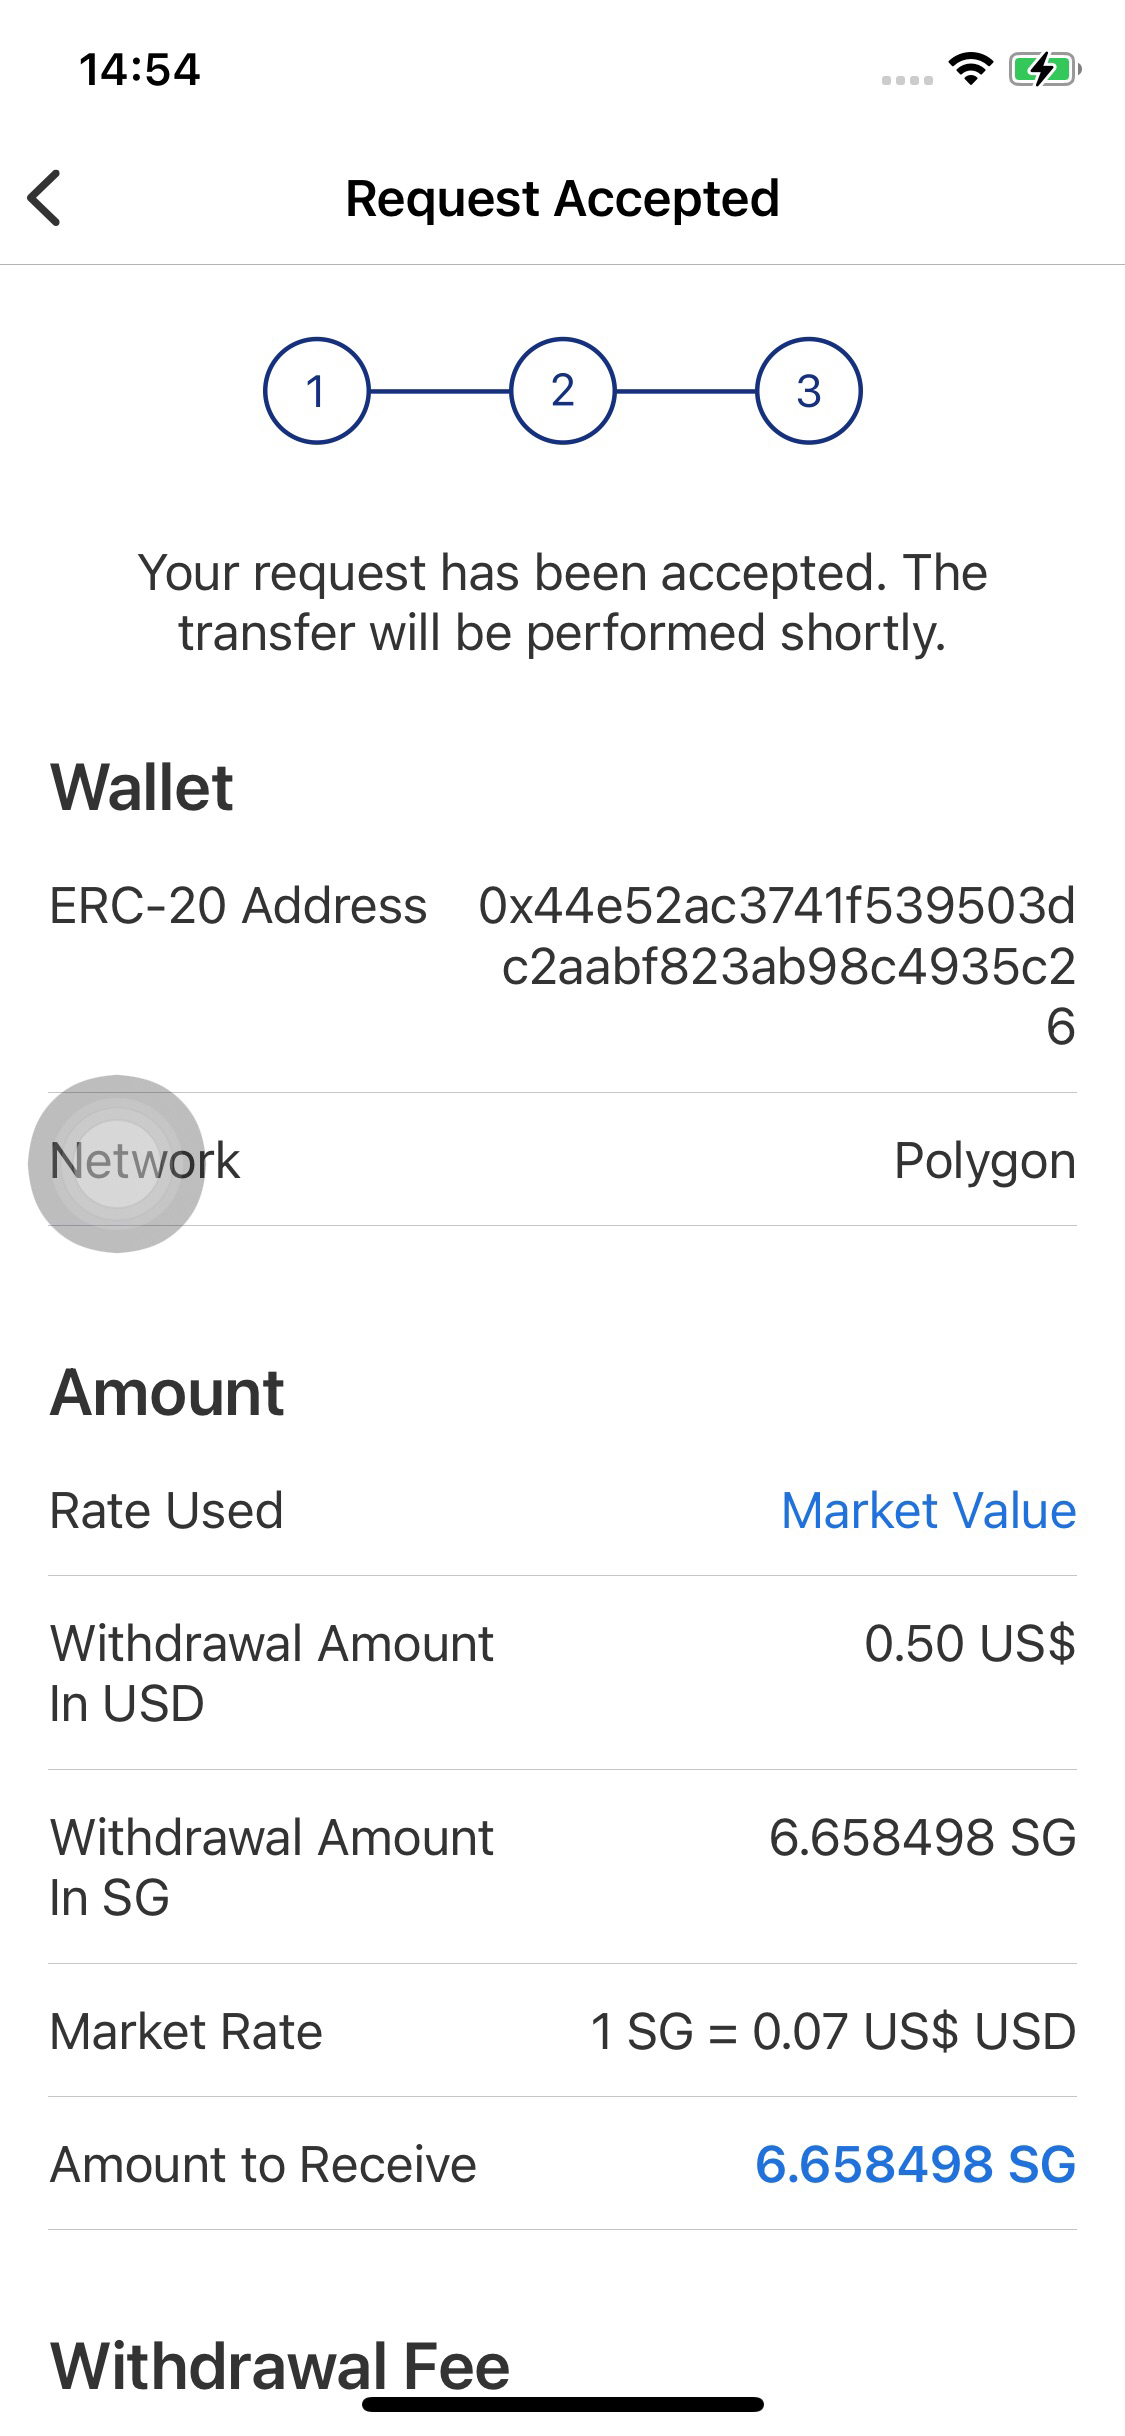 14:54
Request Accepted
1
2
3
Your request has been accepted. The
transfer will be performed shortly.
Wallet
ERC-20 Address 0x44e52ac3741f539503d
c2aabf823ab98c4935c2
6
Network Polygon
Amount
Rate Used Market Value
Withdrawal Amount 0.50 US$
In USD
Withdrawal Amount 6.658498 SG
In SG
Market Rate 1 SG = 0.07 US$ USD
Amount to Receive 6.658498 SG
Withdrawal Fee